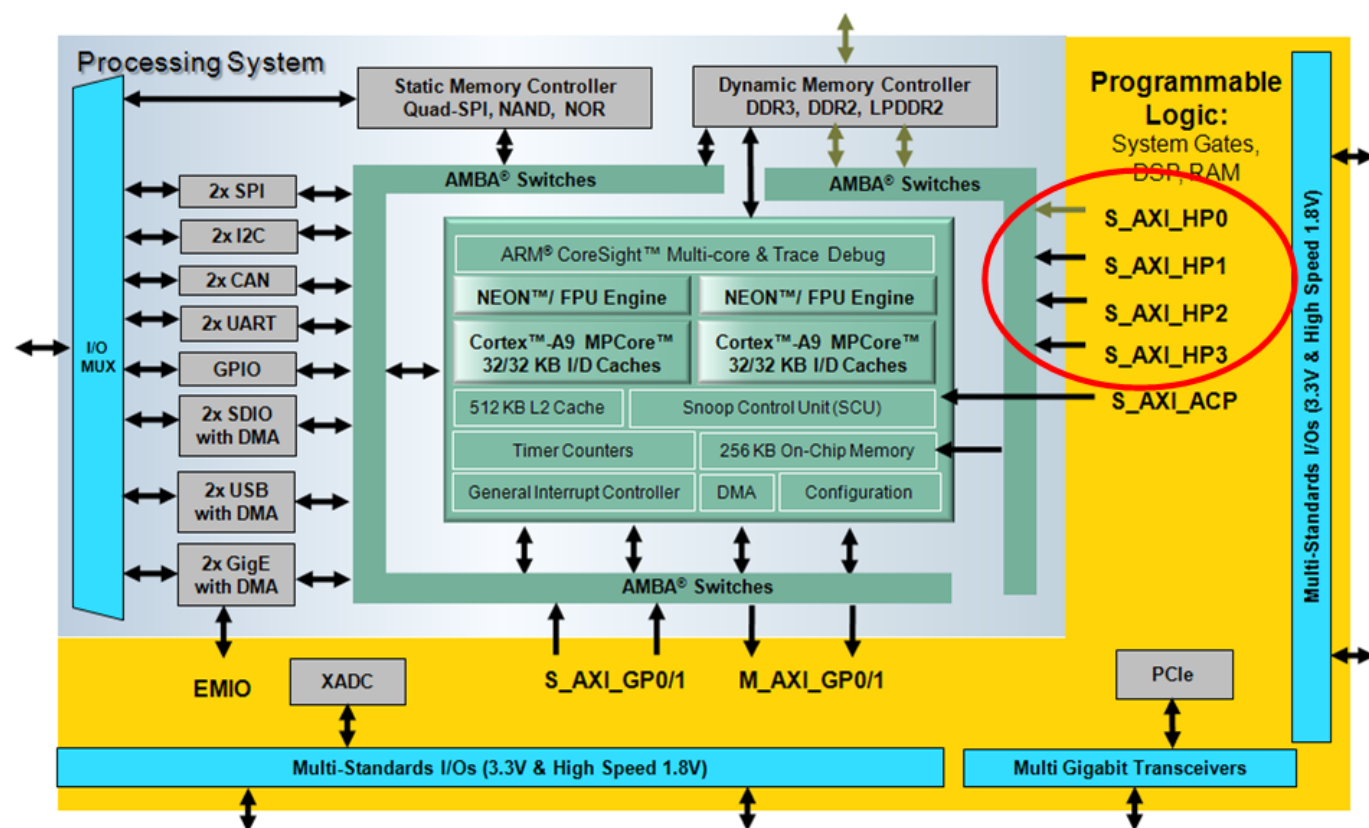 Processing System
Static Memory Controller
Quad-SPI, NAND, NOR
Dynamic Memory Controller
DDR3, DDR2, LPDDR2
Programmable
Logic:
System Gates,
DSP, RAM
AMBA® Switches
AMBA® Switches
2x SPI
2x I2C
2x CAN
2x UART
GPIO
2x SDIO
with DMA
2x USB
with DMA
2x GigE
with DMA
I/O
MUX
ARM® CoreSight™ Multi-core & Trace Debug
NEON™/ FPU Engine
NEON™/ FPU Engine
Cortex™-A9 MPCore™
32/32 KB I/D Caches
Cortex™-A9 MPCore™
32/32 KB I/D Caches
512 KB L2 Cache
Snoop Control Unit (SCU)
Timer Counters
256 KB On-Chip Memory
General Interrupt Controller
DMA
Configuration
S_AXI_HP0
S_AXI_HP1
S_AXI_HP2
S_AXI_HP3
S_AXI_ACP
Multi-Standards I/Os (3.3V & High Speed 1.8V)
AMBA® Switches
EMIO
XADC
S_AXI_GP0/1
M_AXI_GP0/1
PCIe
Multi-Standards I/Os (3.3V & High Speed 1.8V)
Multi Gigabit Transceivers